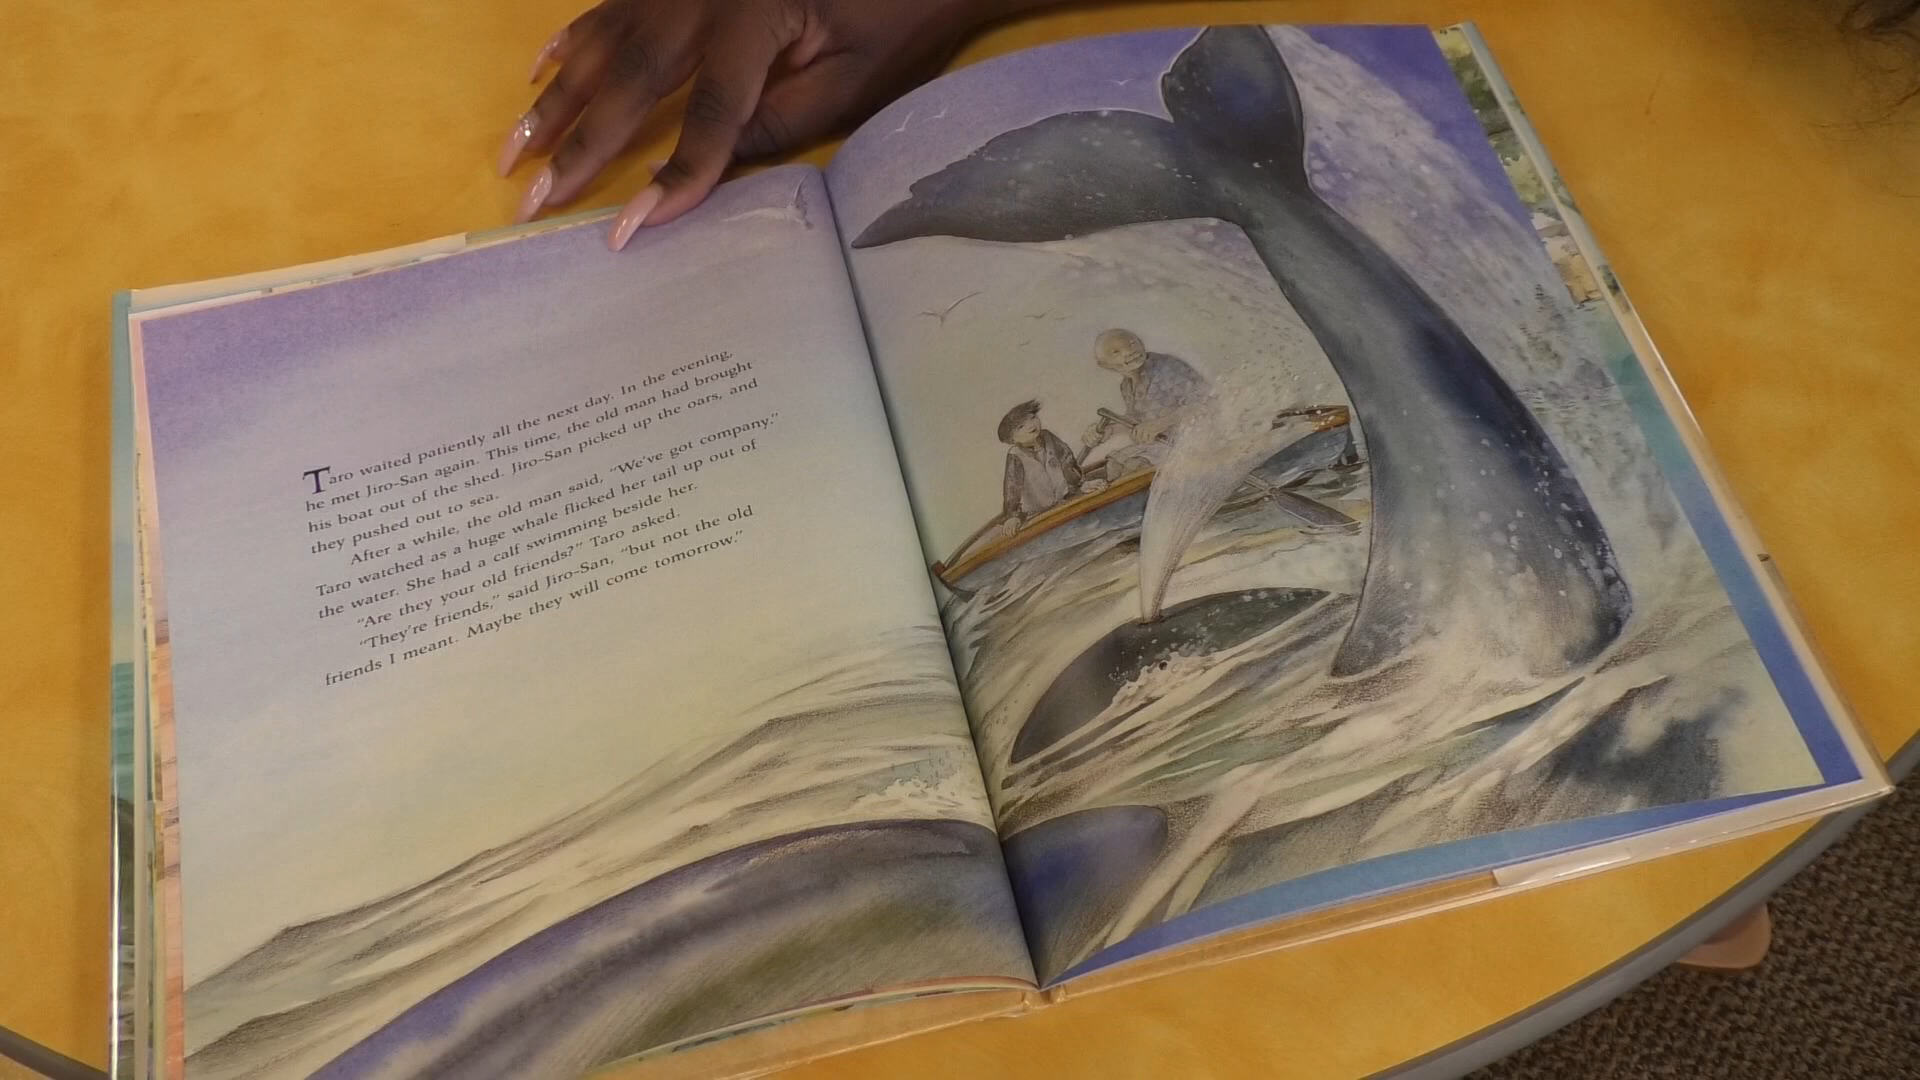 Taro waited patiently all the next day. In the evening,
he met Jiro-San again. This time, the old man had brought
his boat out of the shed. Jiro-San picked up the oars, and
they pushed out to sea.
After a while, the old man said, "We've got company."
Taro watched as a huge whale flicked her tail up out of
the water. She had a calf swimming beside her.
"Are they your old friends?" Taro asked.
"They're friends," said Jiro-San, "but not the old
friends I meant. Maybe they will come tomorrow."